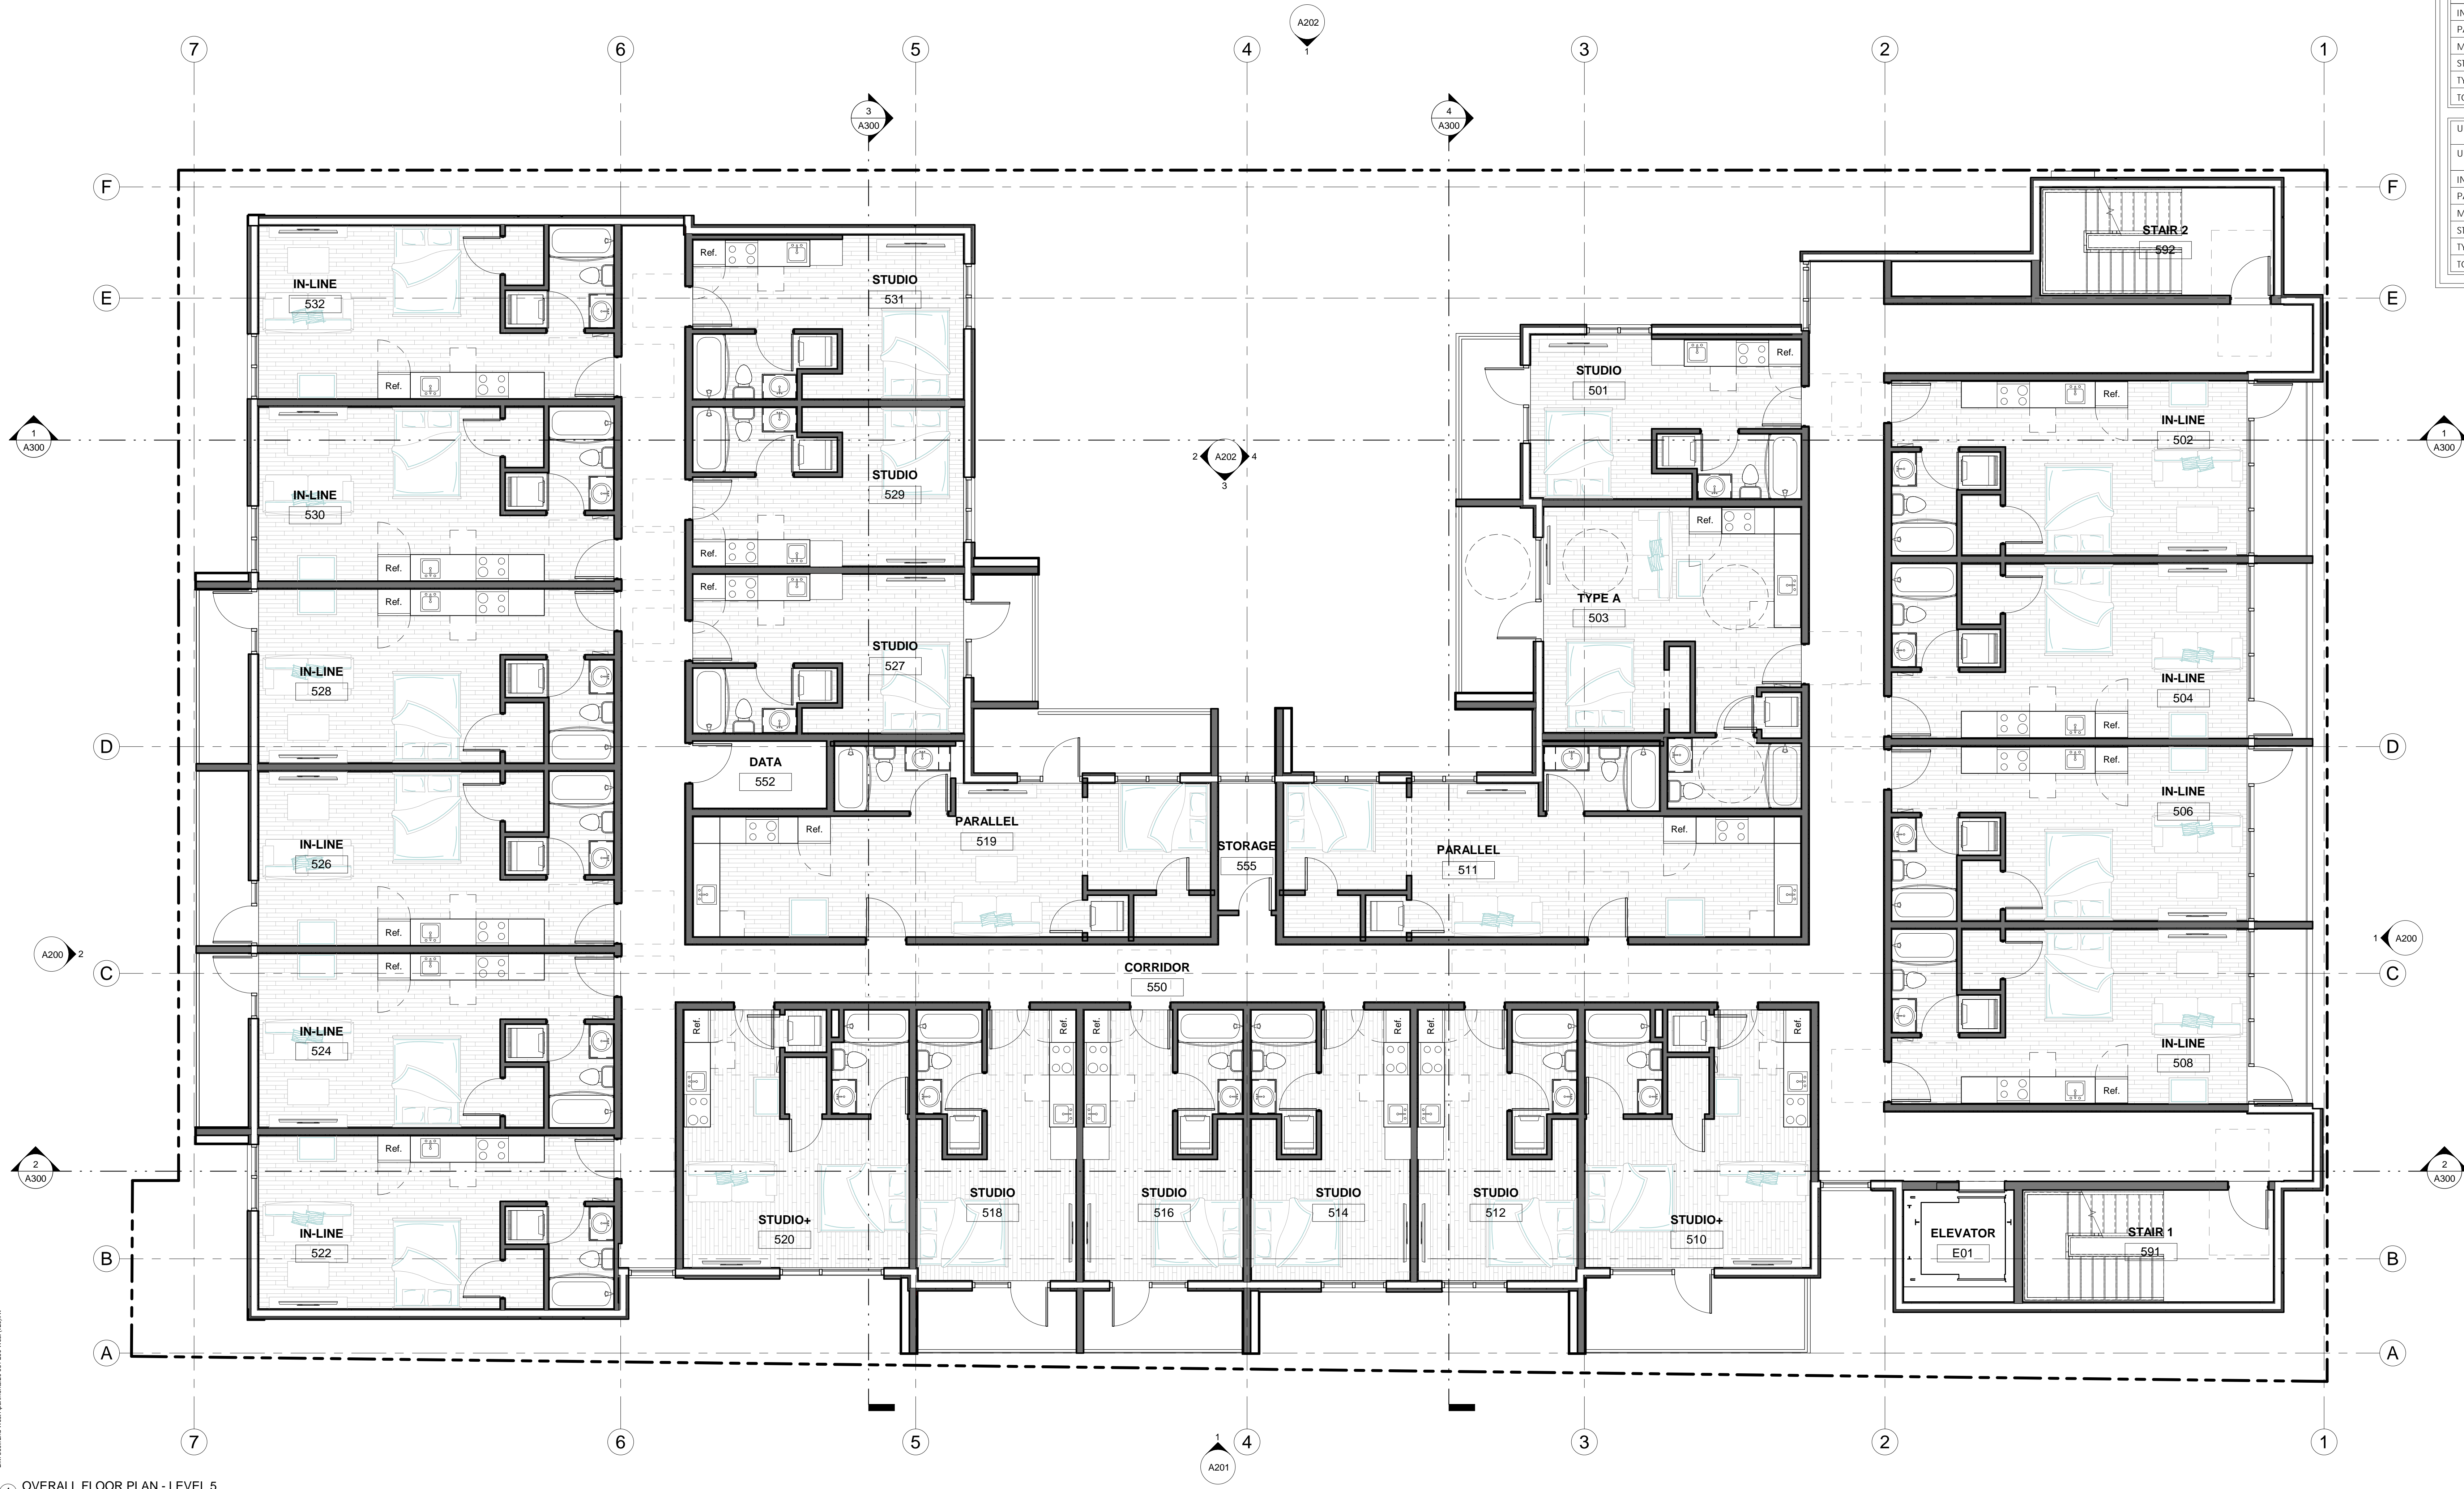 A202
1
7
6
5
4
3
2
1
3
A300
4
A300
F
F
STAIR 2
592
Ref.
IN-LINE
532
STUDIO
531
E
E
Ref.
STUDIO
501
Ref.
Ref.
IN-LINE
502
1
A300
2
A202
4
3
1
A300
IN-LINE
530
STUDIO
529
Ref.
Ref.
Ref.
Ref.
Ref.
TYPE A
503
STUDIO
527
IN-LINE
528
IN-LINE
504
Ref.
D
D
DATA
552
Ref.
IN-LINE
506
PARALLEL
519
Ref.
STORAGE
555
PARALLEL
511
Ref.
IN-LINE
526
Ref.
A200
2
1
A200
C
C
CORRIDOR
550
Ref.
IN-LINE
524
Ref.
Ref.
Ref.
Ref.
Ref.
Ref.
IN-LINE
508
Ref.
Ref.
2
A300
2
A300
IN-LINE
522
STUDIO+
520
STUDIO
518
STUDIO
516
STUDIO
514
STUDIO
512
STUDIO+
510
ELEVATOR
E01
STAIR 1
591
B
B
A
A
7
6
5
4
3
2
1
1
A201
OVERALL FLOOR PLAN - LEVEL 5